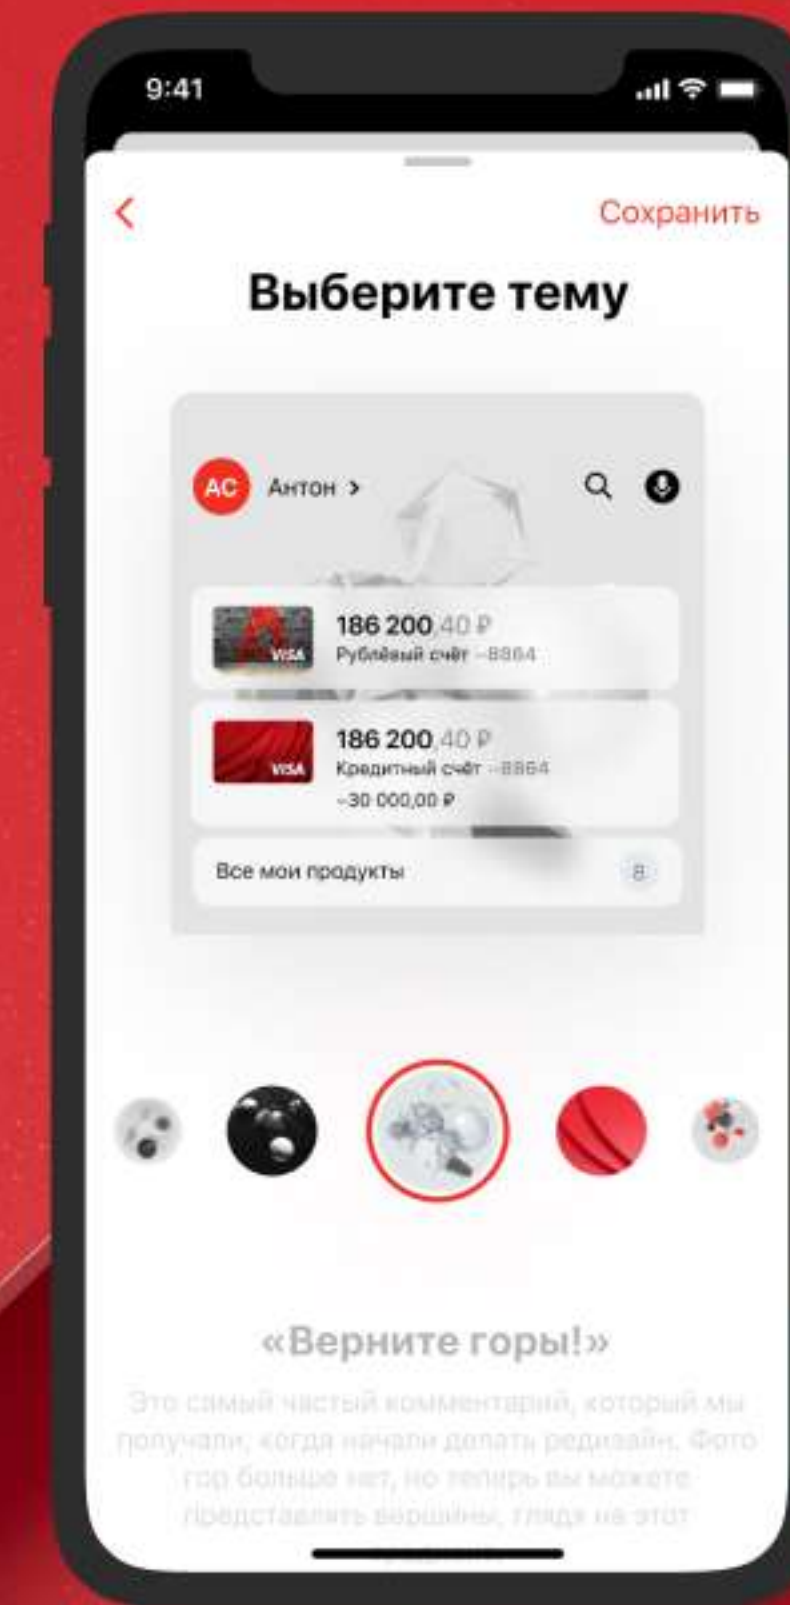 9:41
Сохранить
Выберите тему
АС Антон
186 200,40 ₽
VISA Рублёвый счёт ··8864
186 200,40 ₽
VISA Кредитный счёт ··8864
−30 000,00 ₽
Все мои продукты 8
«Верните горы!»
Это самый частый комментарий, который мы
получали, когда начали делать редизайн. Фото
гор больше нет, но теперь вы можете
представлять вершины, глядя на этот